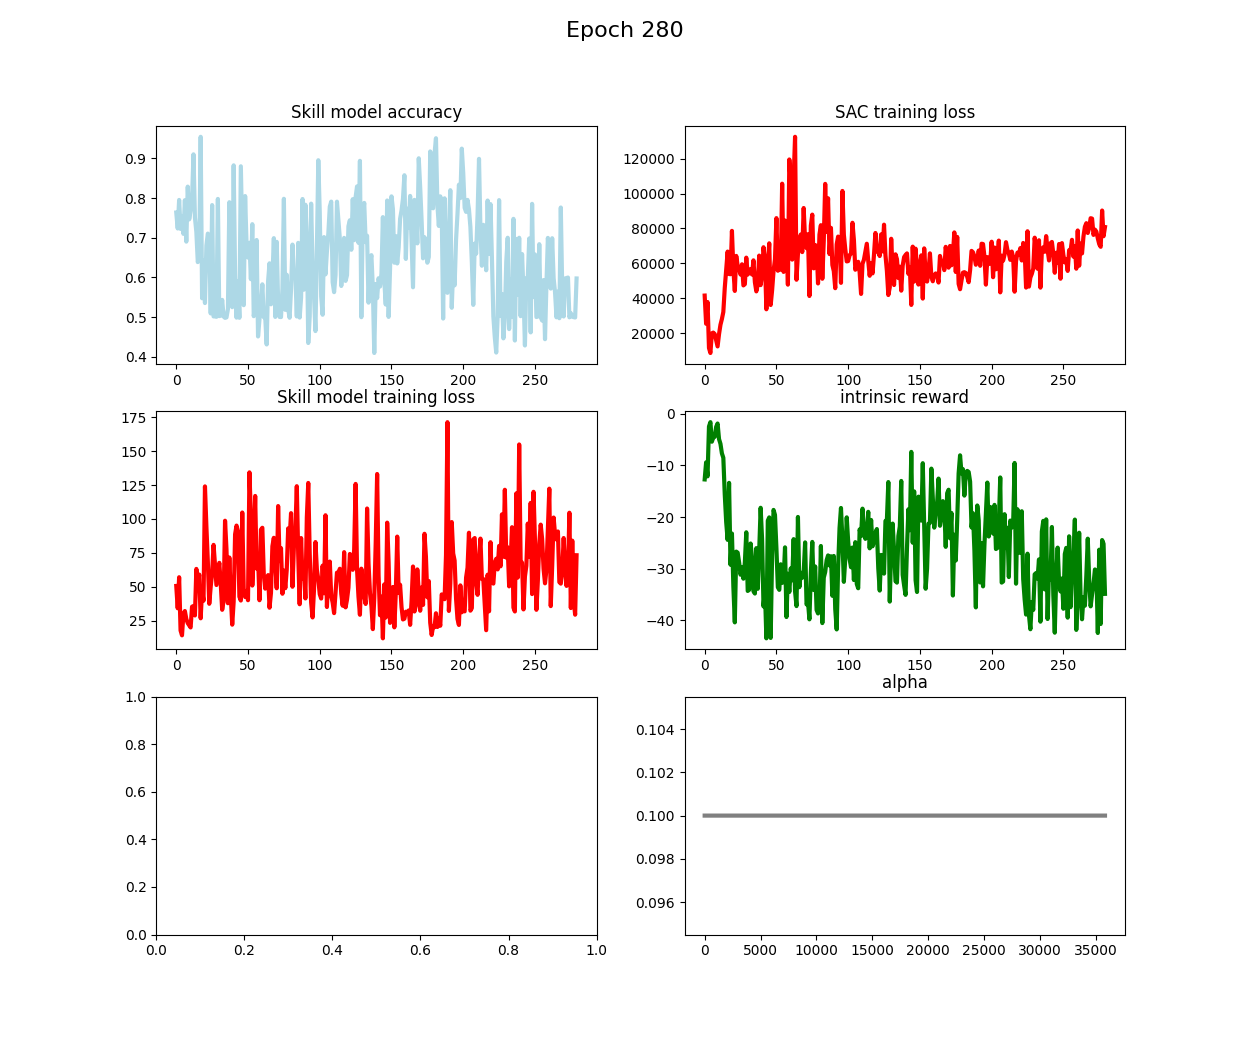 Epoch 280
Skill model accuracy
0.9
0.8
0.7
0.6
0.5
0.4
0 50 100 150 200 250
SAC training loss
120000
100000
80000
60000
40000
20000
0 50 100 150 200 250
Skill model training loss
175
150
125
100
75
50
25
0 50 100 150 200 250
intrinsic reward
0
−10
−20
−30
−40
0 50 100 150 200 250
1.0
0.8
0.6
0.4
0.2
0.0
0.0 0.2 0.4 0.6 0.8 1.0
alpha
0.104
0.102
0.100
0.098
0.096
0 5000 10000 15000 20000 25000 30000 35000